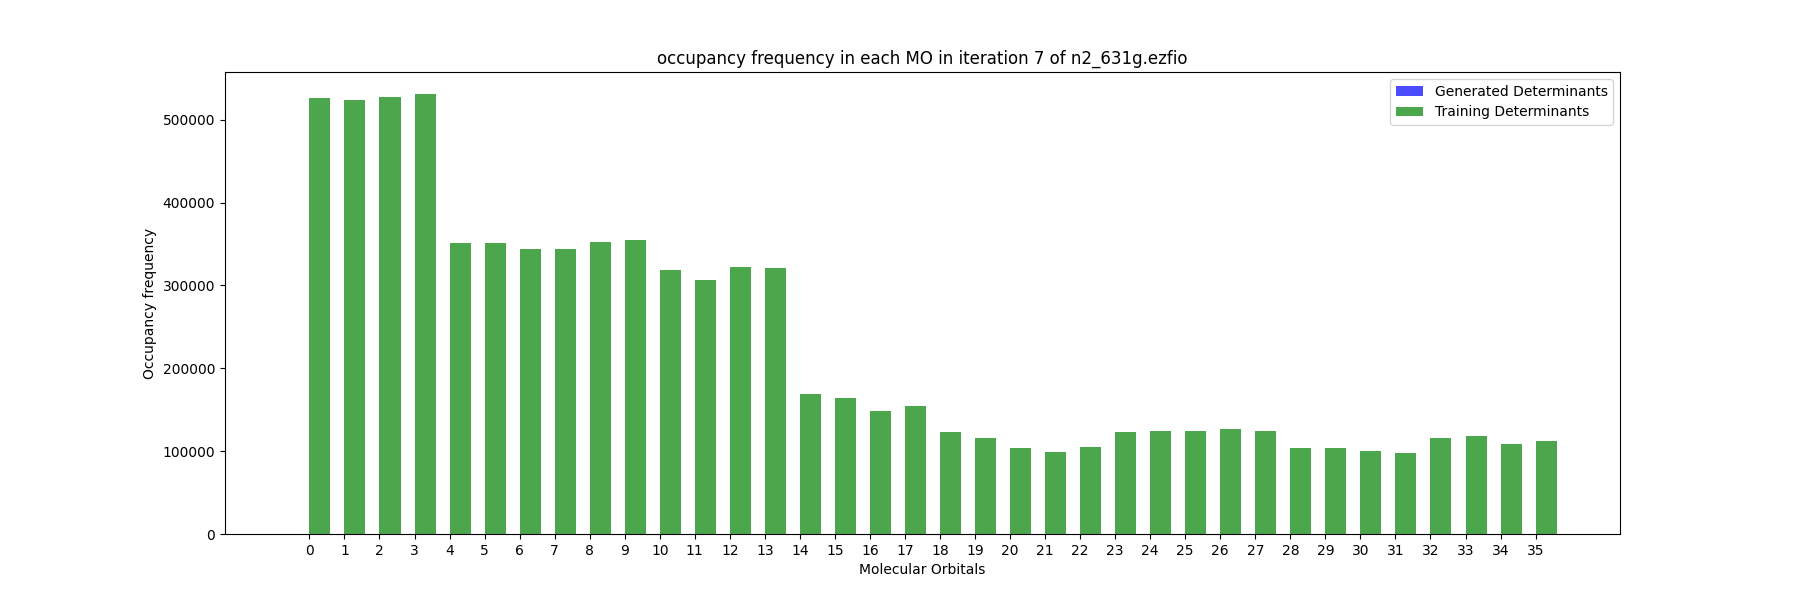 occupancy frequency in each MO in iteration 7 of n2_631g.ezfio
Generated Determinants
Training Determinants
Occupancy frequency
500000
400000
300000
200000
100000
0
0 1 2 3 4 5 6 7 8 9 10 11 12 13 14 15 16 17 18 19 20 21 22 23 24 25 26 27 28 29 30 31 32 33 34 35
Molecular Orbitals